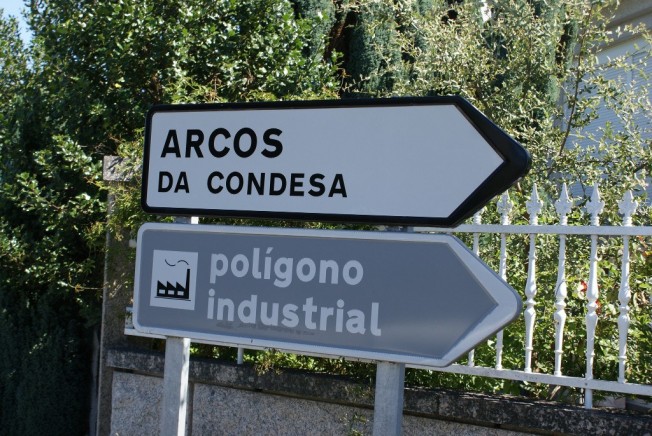 ARCOS
DA CONDESA
polígono
industrial